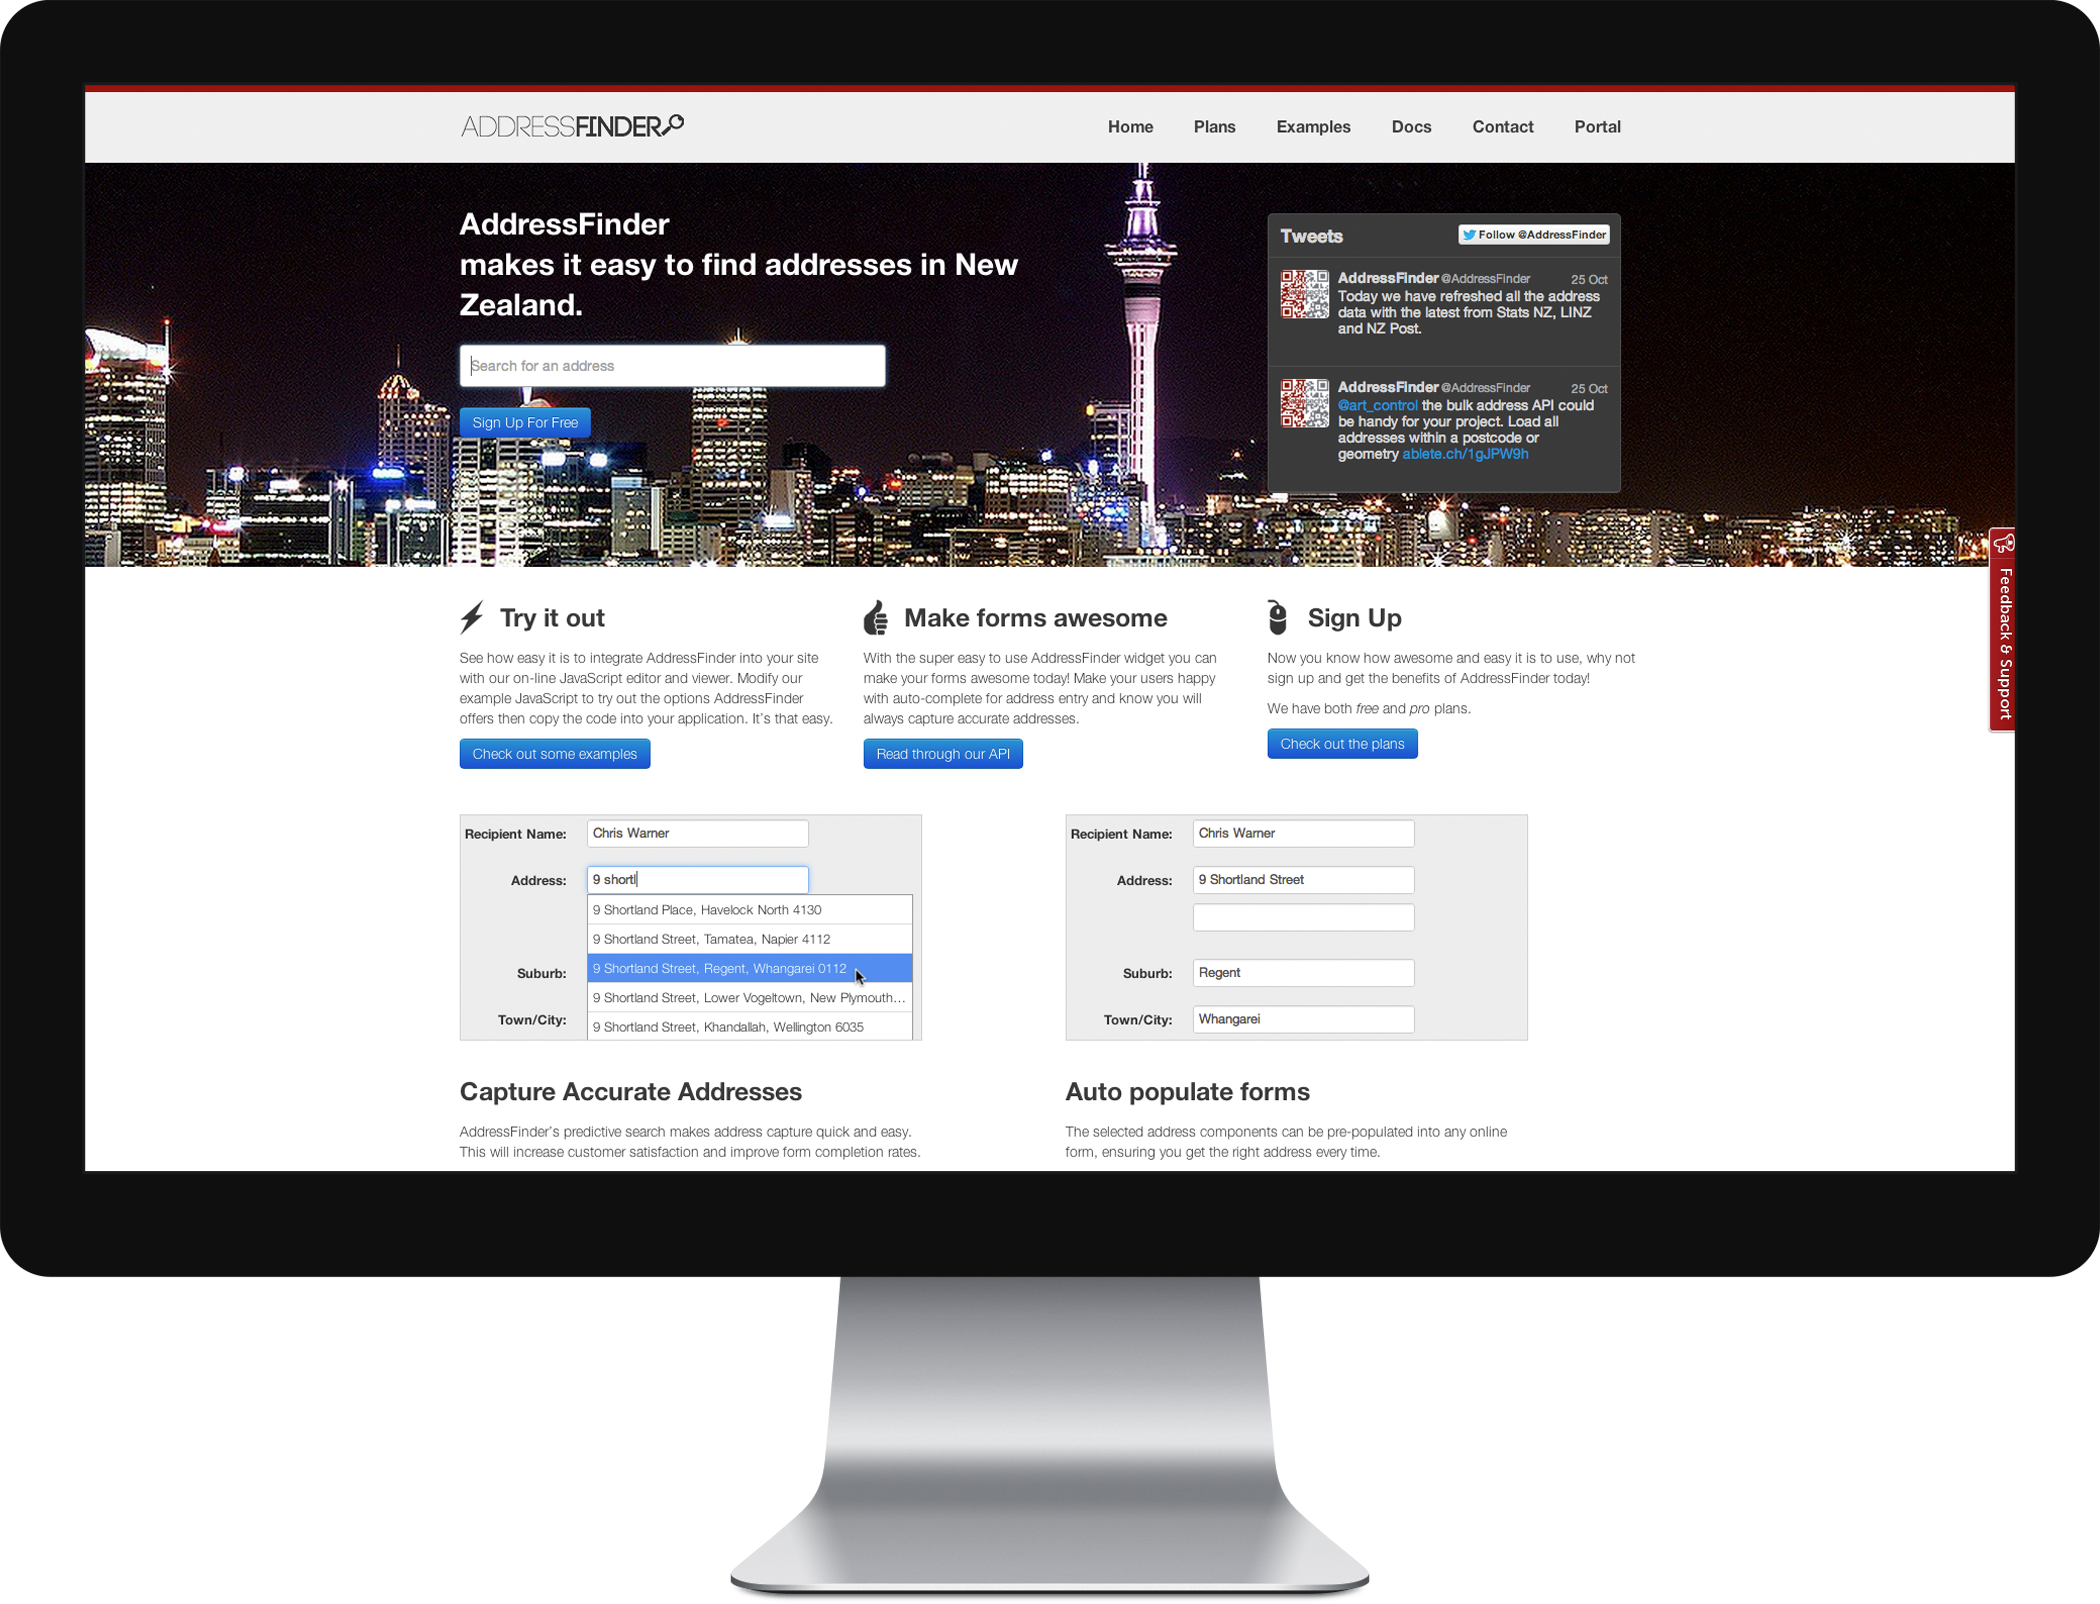 ADDRESSFINDER
Home Plans Examples Docs Contact Portal
AddressFinder
makes it easy to find addresses in New
Zealand.
Search for an address
Sign Up For Free
Tweets
Follow @AddressFinder
AddressFinder @AddressFinder 25 Oct
Today we have refreshed all the address
data with the latest from Stats NZ, LINZ
and NZ Post.
AddressFinder @AddressFinder 25 Oct
@art_control the bulk address API could
be handy for your project. Load all
addresses within a postcode or
geometry ablete.ch/1gJPW9h
Feedback & Support
Try it out
See how easy it is to integrate AddressFinder into your site
with our on-line JavaScript editor and viewer. Modify our
example JavaScript to try out the options AddressFinder
offers then copy the code into your application. It's that easy.
Check out some examples
Make forms awesome
With the super easy to use AddressFinder widget you can
make your forms awesome today! Make your users happy
with auto-complete for address entry and know you will
always capture accurate addresses.
Read through our API
Sign Up
Now you know how awesome and easy it is to use, why not
sign up and get the benefits of AddressFinder today!
We have both free and pro plans.
Check out the plans
Recipient Name: Chris Warner
Address: 9 shortl
9 Shortland Place, Havelock North 4130
9 Shortland Street, Tamatea, Napier 4112
Suburb: 9 Shortland Street, Regent, Whangarei 0112
9 Shortland Street, Lower Vogeltown, New Plymouth...
Town/City: 9 Shortland Street, Khandallah, Wellington 6035
Recipient Name: Chris Warner
Address: 9 Shortland Street
Suburb: Regent
Town/City: Whangarei
Capture Accurate Addresses
AddressFinder's predictive search makes address capture quick and easy.
This will increase customer satisfaction and improve form completion rates.
Auto populate forms
The selected address components can be pre-populated into any online
form, ensuring you get the right address every time.